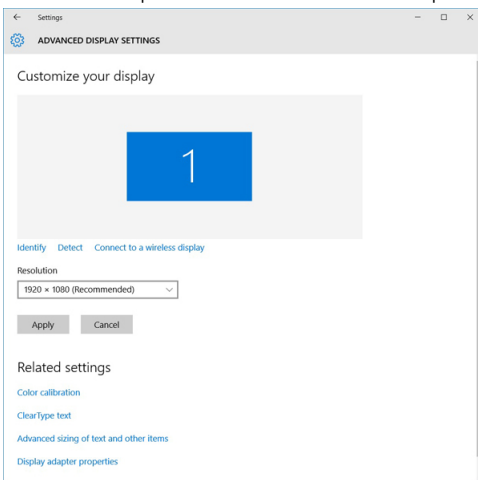 Settings
ADVANCED DISPLAY SETTINGS
Customize your display
1
Identify Detect Connect to a wireless display
Resolution
1920 × 1080 (Recommended)
Apply Cancel
Related settings
Color calibration
ClearType text
Advanced sizing of text and other items
Display adapter properties